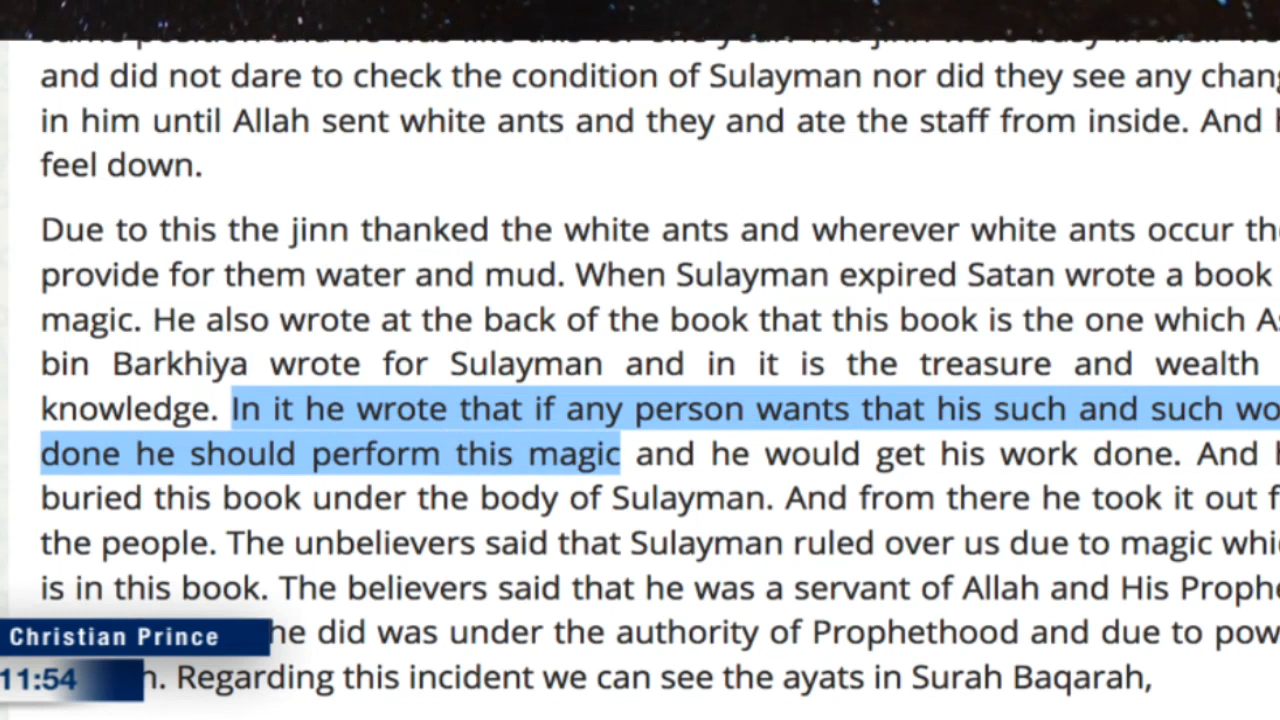 and did not dare to check the condition of Sulayman nor did they see any
in him until Allah sent white ants and they and ate the staff from inside. And
feel down.
Due to this the jinn thanked the white ants and wherever white ants occur
provide for them water and mud. When Sulayman expired Satan wrote a book
magic. He also wrote at the back of the book that this book is the one which
bin Barkhiya wrote for Sulayman and in it is the treasure and wealth
knowledge. In it he wrote that if any person wants that his such and such
done he should perform this magic and he would get his work done. And
buried this book under the body of Sulayman. And from there he took it out
the people. The unbelievers said that Sulayman ruled over us due to magic
is in this book. The believers said that he was a servant of Allah and His
Christian Prince he did was under the authority of Prophethood and due to
11:54 Regarding this incident we can see the ayats in Surah Baqarah,